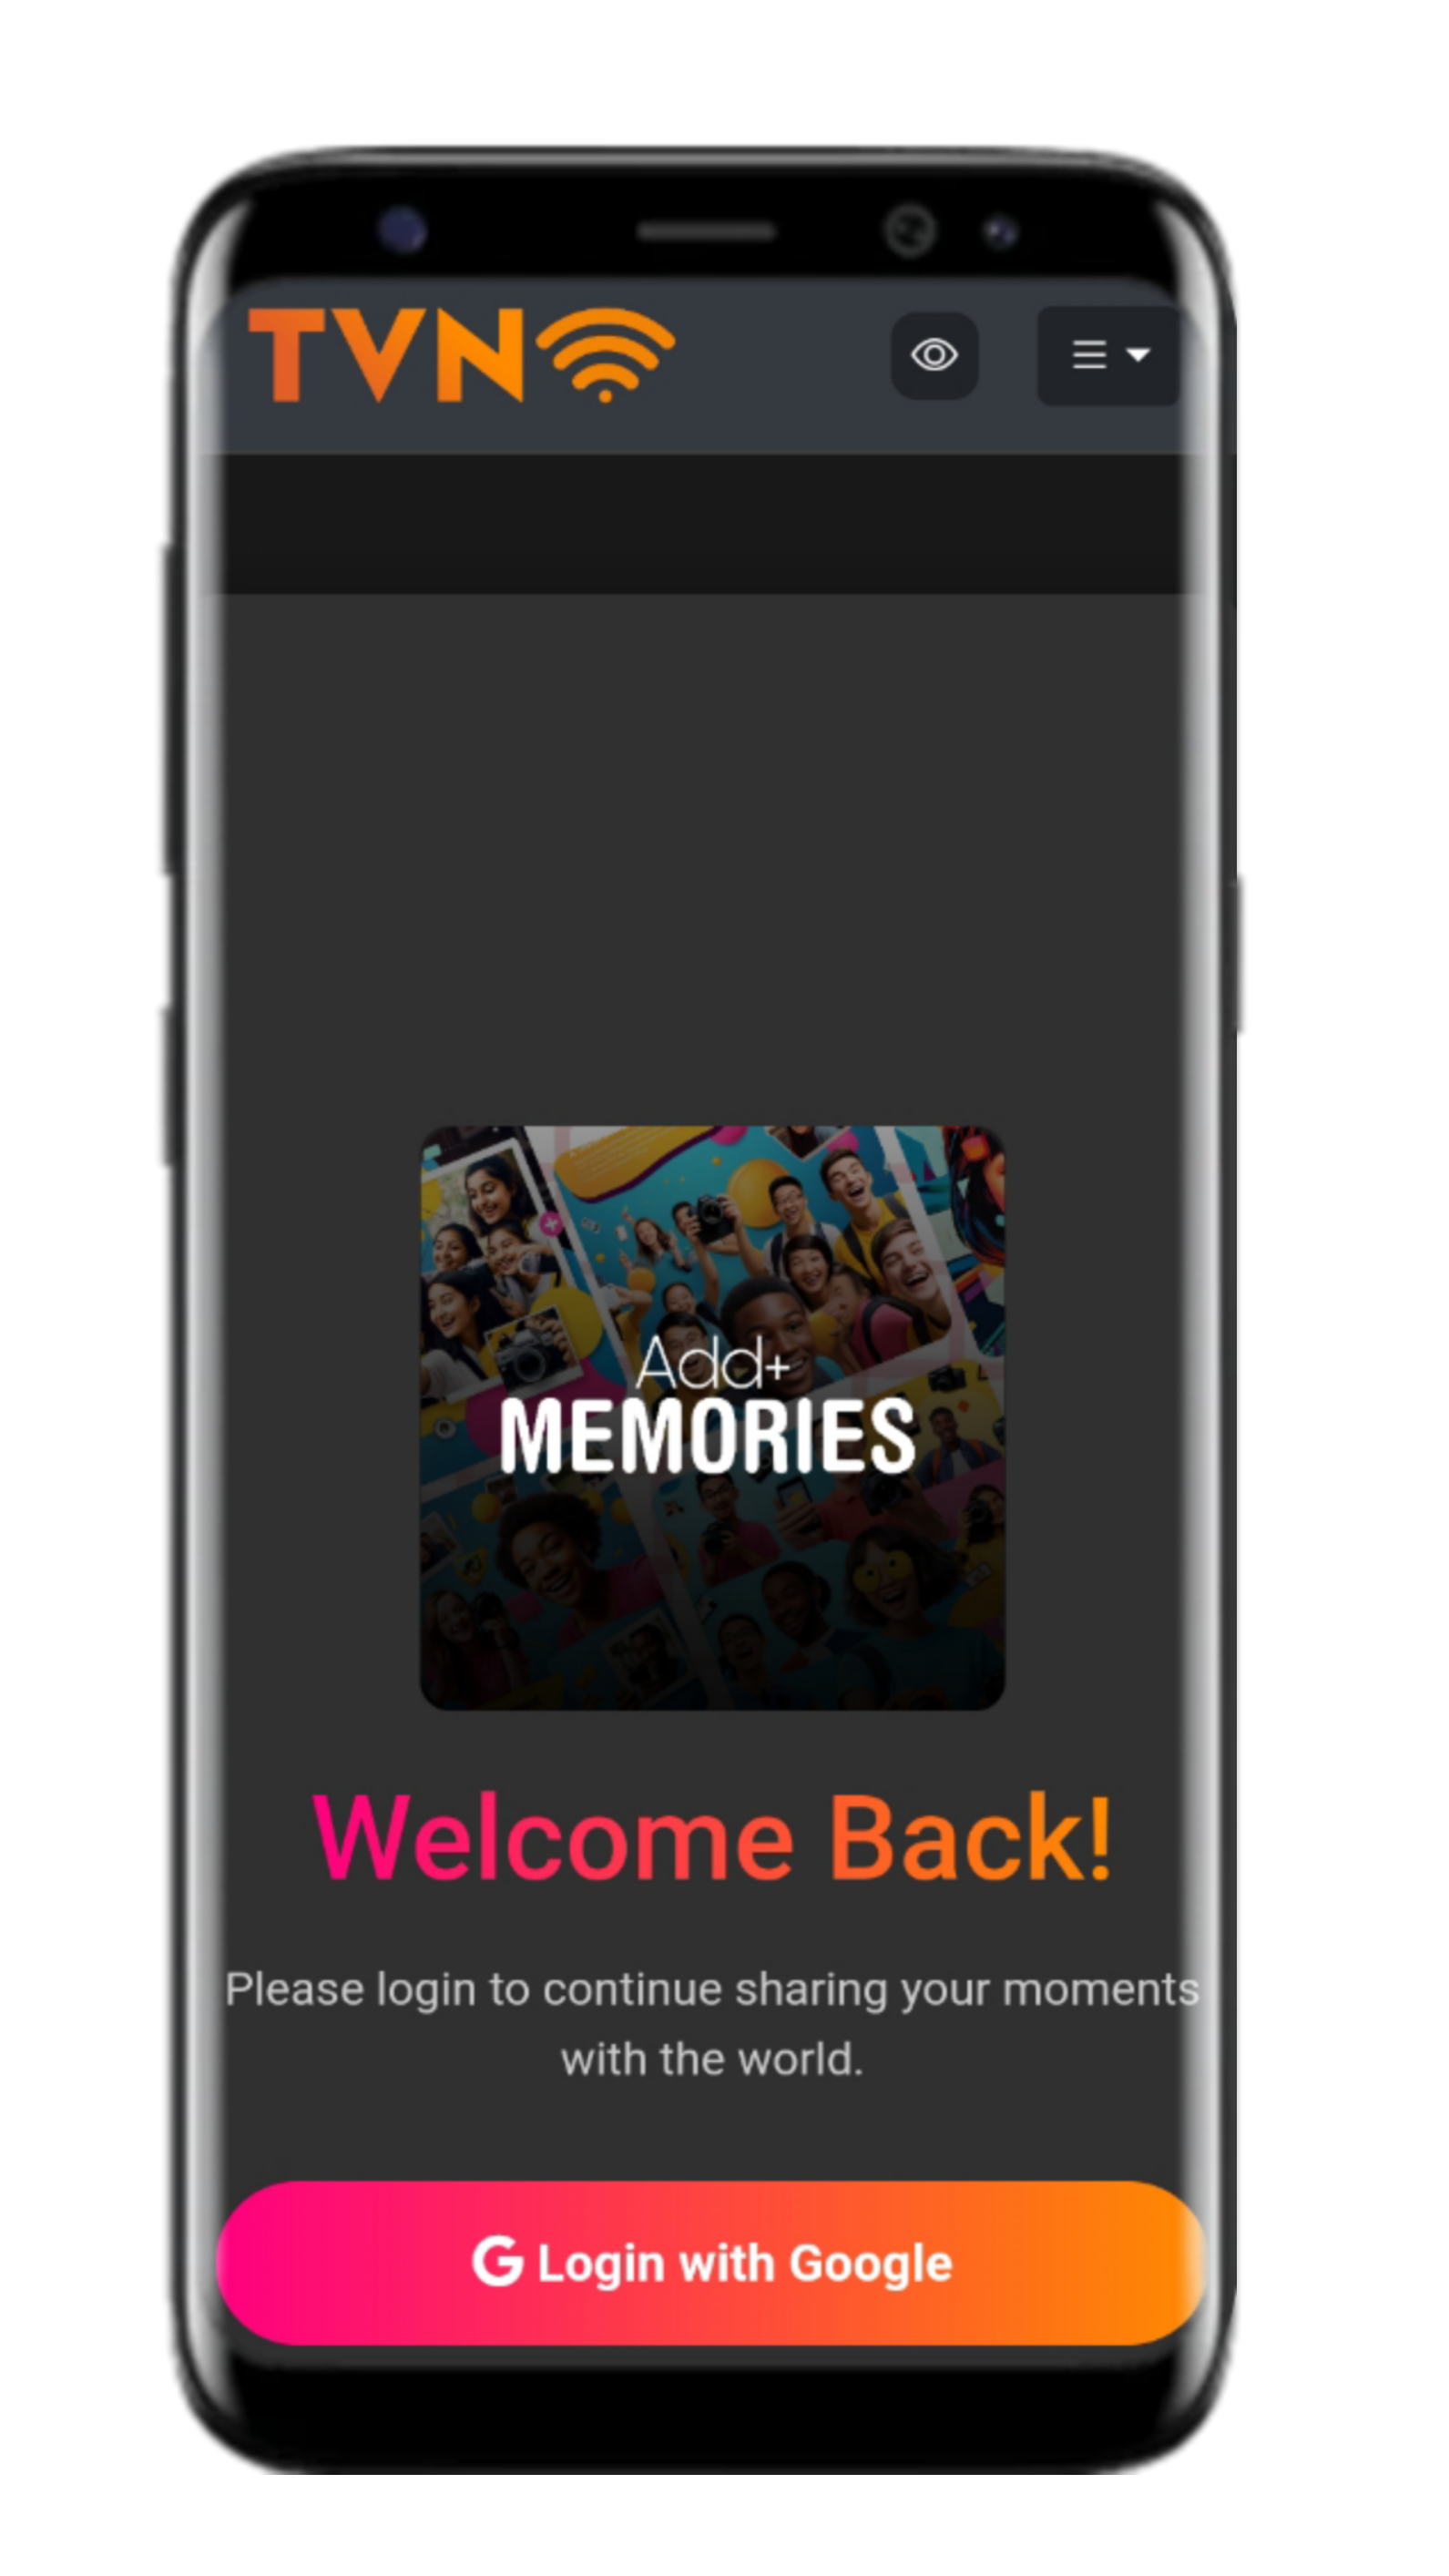 TVN
Add+
MEMORIES
Welcome Back!
Please login to continue sharing your moments
with the world.
G Login with Google